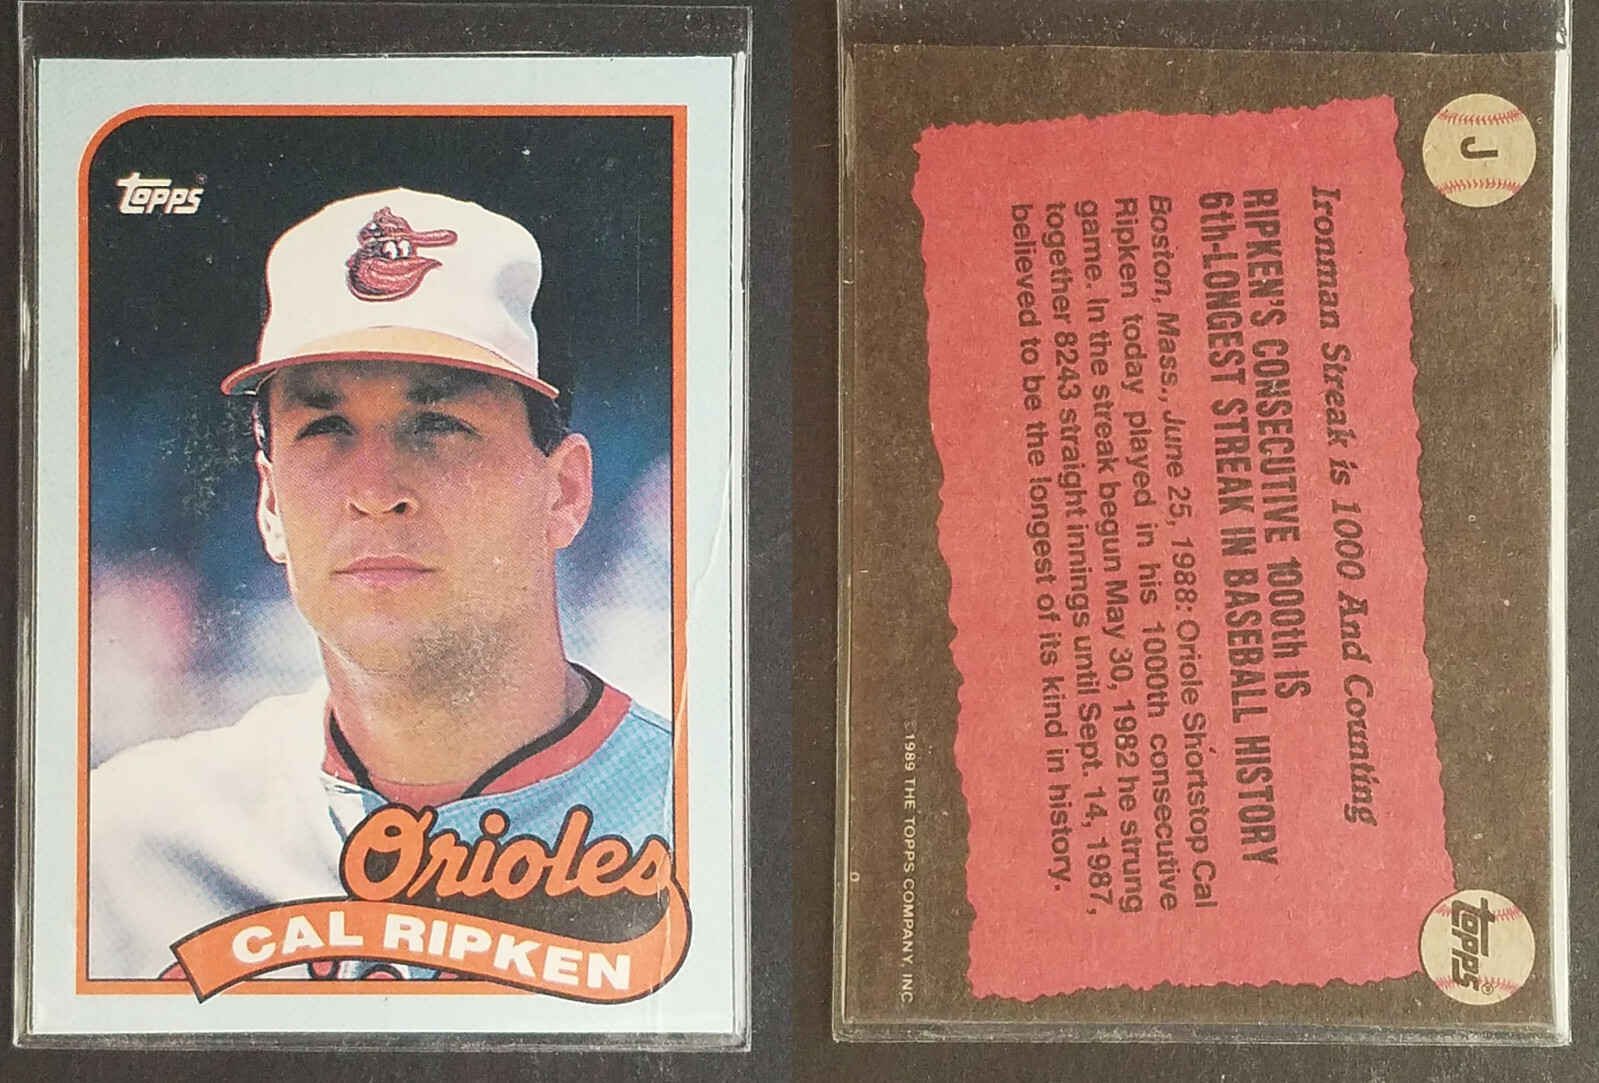 TOPPS®
Orioles
CAL RIPKEN
J
Ironman Streak is 1000 And Counting
RIPKEN'S CONSECUTIVE 1000th IS
6th-LONGEST STREAK IN BASEBALL HISTORY
Boston, Mass., June 25, 1988: Oriole Shortstop Cal
Ripken today played in his 1000th consecutive
game. In the streak begun May 30, 1982 he strung
together 8243 straight innings until Sept. 14, 1987,
believed to be the longest of its kind in history.
TOPPS®
©1989 THE TOPPS COMPANY, INC